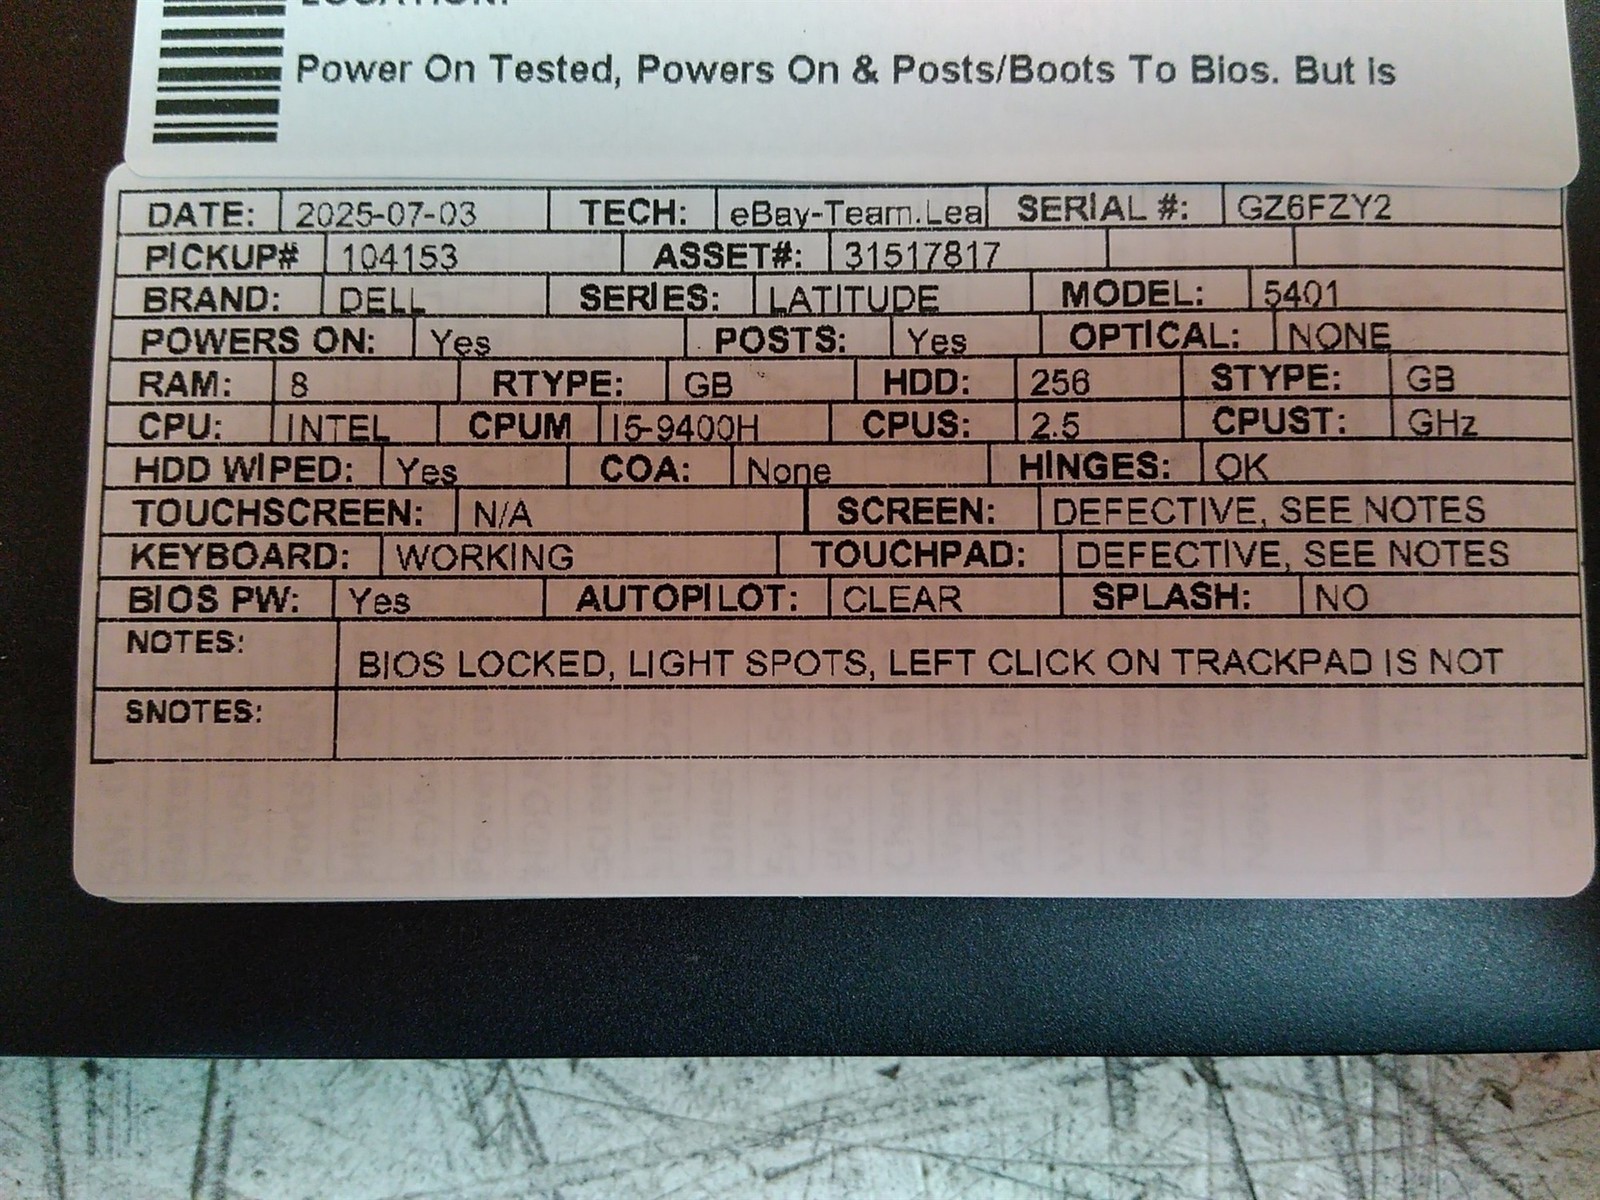 LOCATION:
Power On Tested, Powers On & Posts/Boots To Bios. But Is
DATE: 2025-07-03 TECH: eBay-Team.Lea SERIAL #: GZ6FZY2
PICKUP# 104153 ASSET#: 31517817
BRAND: DELL SERIES: LATITUDE MODEL: 5401
POWERS ON: Yes POSTS: Yes OPTICAL: NONE
RAM: 8 RTYPE: GB HDD: 256 STYPE: GB
CPU: INTEL CPUM I5-9400H CPUS: 2.5 CPUST: GHz
HDD WIPED: Yes COA: None HINGES: OK
TOUCHSCREEN: N/A SCREEN: DEFECTIVE, SEE NOTES
KEYBOARD: WORKING TOUCHPAD: DEFECTIVE, SEE NOTES
BIOS PW: Yes AUTOPILOT: CLEAR SPLASH: NO
NOTES: BIOS LOCKED, LIGHT SPOTS, LEFT CLICK ON TRACKPAD IS NOT
SNOTES: